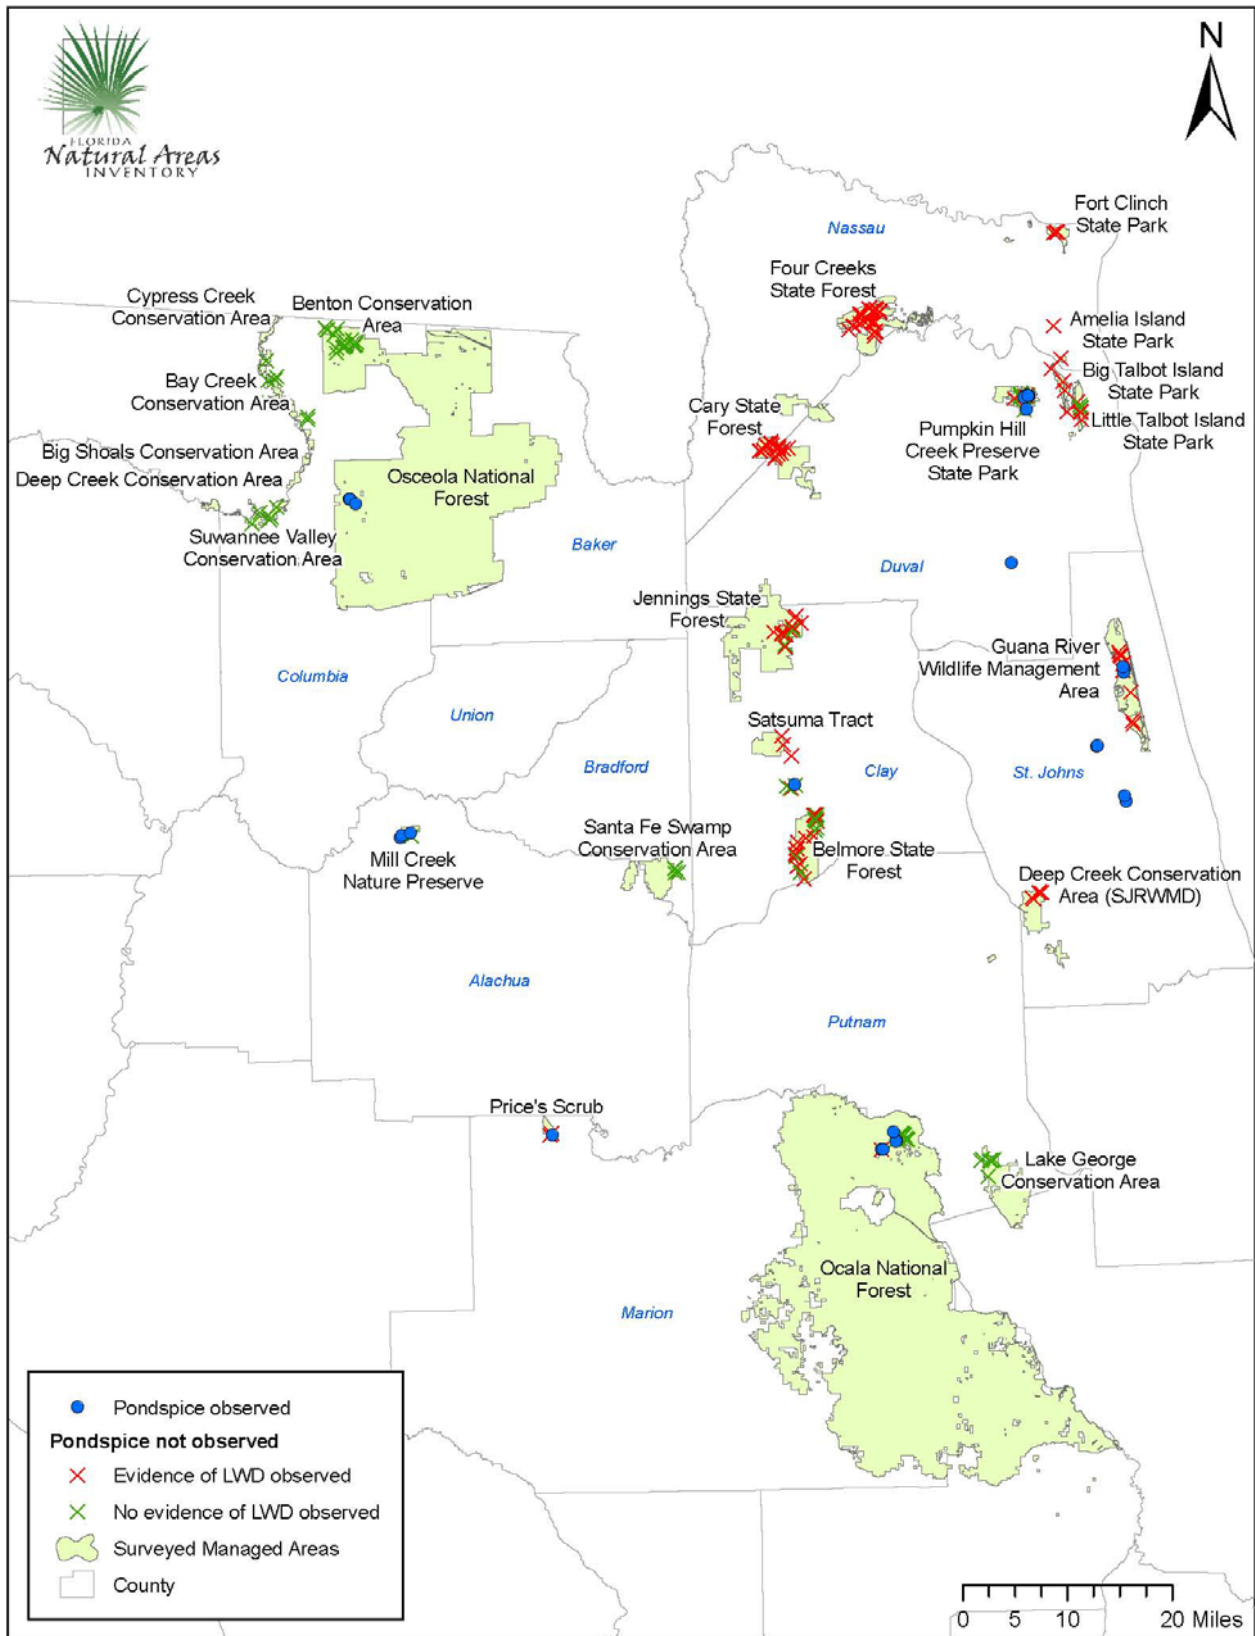 N
FLORIDA
Natural Areas
INVENTORY
Fort Clinch
State Park
Nassau
Four Creeks
State Forest
Cypress Creek
Conservation Area
Benton Conservation
Area
Amelia Island
State Park
Big Talbot Island
State Park
Bay Creek
Conservation Area
Cary State
Forest
Little Talbot Island
State Park
Pumpkin Hill
Creek Preserve
State Park
Big Shoals Conservation Area
Deep Creek Conservation Area
Osceola National
Forest
Suwannee Valley
Conservation Area
Baker
Duval
Jennings State
Forest
Guana River
Wildlife Management
Area
Columbia
Union
Satsuma Tract
Bradford
Clay
St. Johns
Santa Fe Swamp
Conservation Area
Mill Creek
Nature Preserve
Belmore State
Forest
Deep Creek Conservation
Area (SJRWMD)
Alachua
Putnam
Price's Scrub
Lake George
Conservation Area
Ocala National
Forest
Marion
Pondspice observed
Pondspice not observed
Evidence of LWD observed
No evidence of LWD observed
Surveyed Managed Areas
County
0 5 10 20 Miles